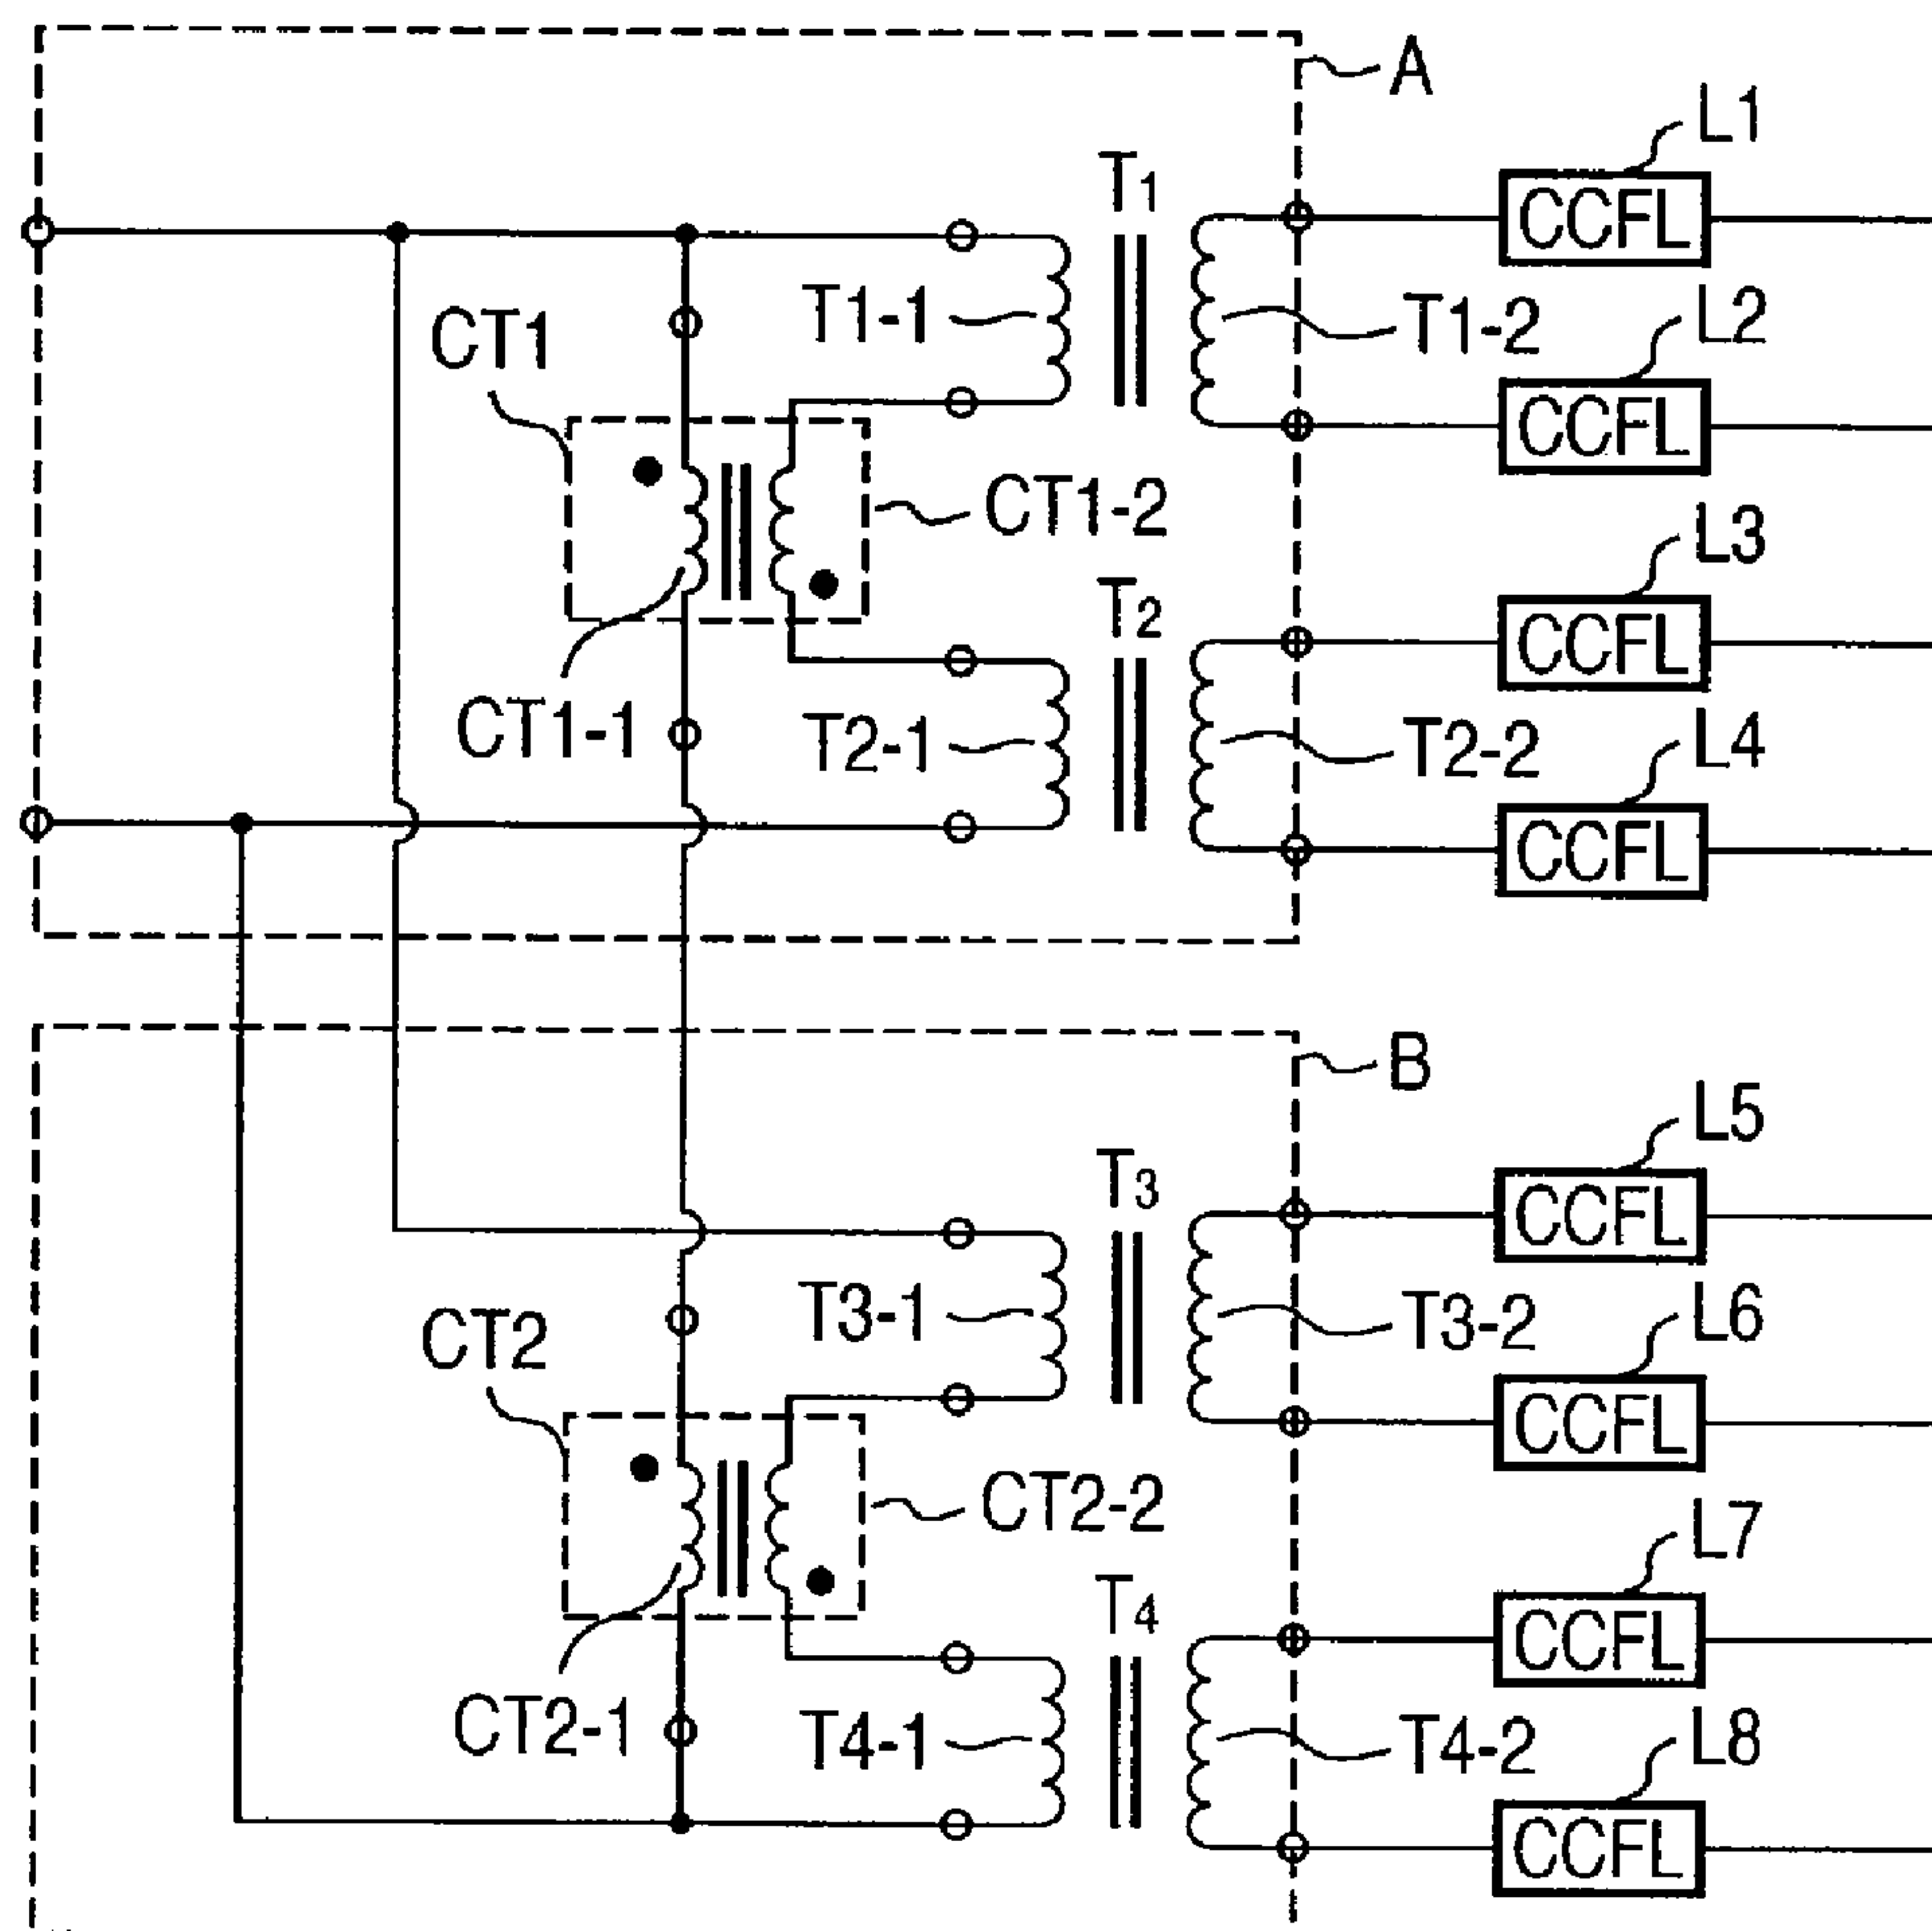 A
L1
T1
CCFL
L2
CT1
T1-1
T1-2
CCFL
CT1-2
L3
T2
CCFL
CT1-1
T2-1
T2-2
L4
CCFL
B
L5
T3
CCFL
L6
CT2
T3-1
T3-2
CCFL
CT2-2
L7
T4
CCFL
CT2-1
T4-1
T4-2
L8
CCFL